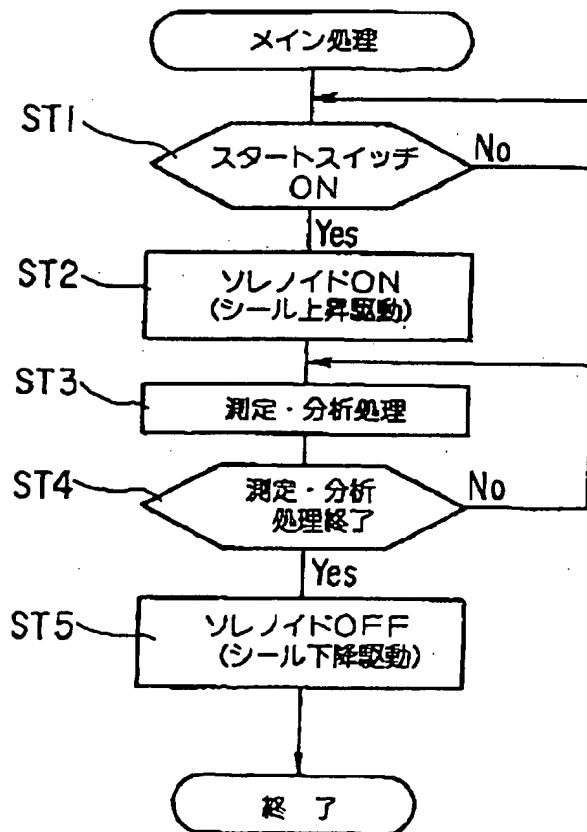 メイン処理
ST1
スタートスイッチ
ON
No
Yes
ST2
ソレノイドON
(シール上昇駆動)
ST3
測定・分析処理
ST4
測定・分析
処理終了
No
Yes
ST5
ソレノイドOFF
(シール下降駆動)
終了